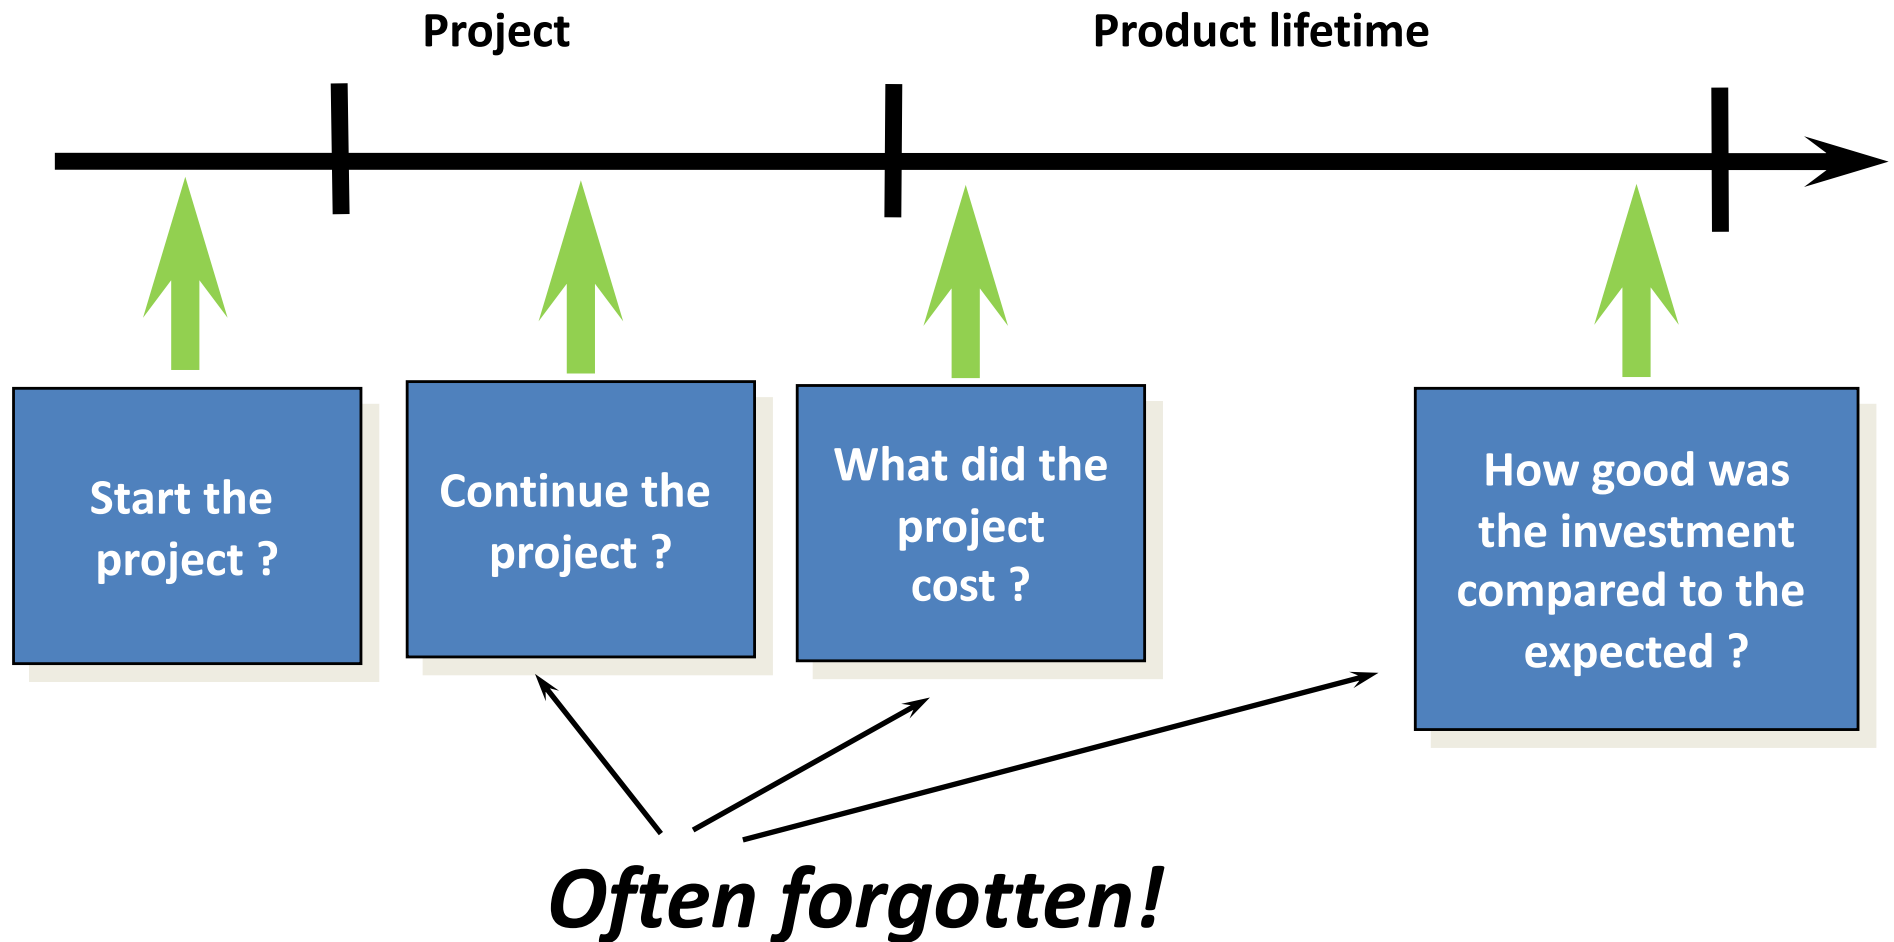 Project
Product lifetime
Start the
project ?
Continue the
project ?
What did the
project
cost ?
How good was
the investment
compared to the
expected ?
Often forgotten!